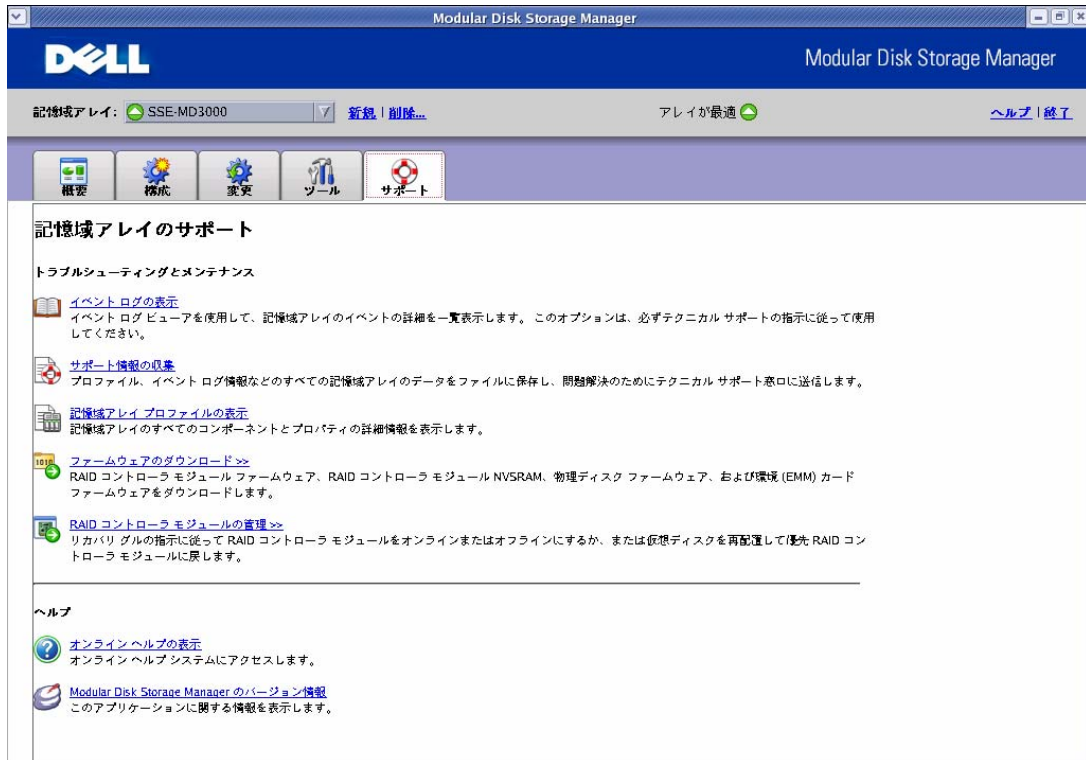 Modular Disk Storage Manager
DELL
Modular Disk Storage Manager
記憶域アレイ: SSE-MD3000 新規 | 削除... アレイが最適 ヘルプ | 終了
概要 構成 変更 ツール サポート
記憶域アレイのサポート
トラブルシューティングとメンテナンス
イベント ログの表示
イベント ログ ビューアを使用して、記憶域アレイのイベントの詳細を一覧表示します。 このオプションは、必ずテクニカル サポートの指示に従って使用
してください。
サポート情報の収集
プロファイル、イベント ログ情報などのすべての記憶域アレイのデータをファイルに保存し、問題解決のためにテクニカル サポート窓口に送信します。
記憶域アレイ プロファイルの表示
記憶域アレイのすべてのコンポーネントとプロパティの詳細情報を表示します。
1010
ファームウェアのダウンロード >>
RAID コントローラ モジュール ファームウェア、RAID コントローラ モジュール NVSRAM、物理ディスク ファームウェア、および環境 (EMM) カード
ファームウェアをダウンロードします。
RAID コントローラ モジュールの管理 >>
リカバリ グルの指示に従って RAID コントローラ モジュールをオンラインまたはオフラインにするか、または仮想ディスクを再配置して優先 RAID コン
トローラ モジュールに戻します。
ヘルプ
オンライン ヘルプの表示
オンライン ヘルプ システムにアクセスします。
Modular Disk Storage Manager のバージョン情報
このアプリケーションに関する情報を表示します。